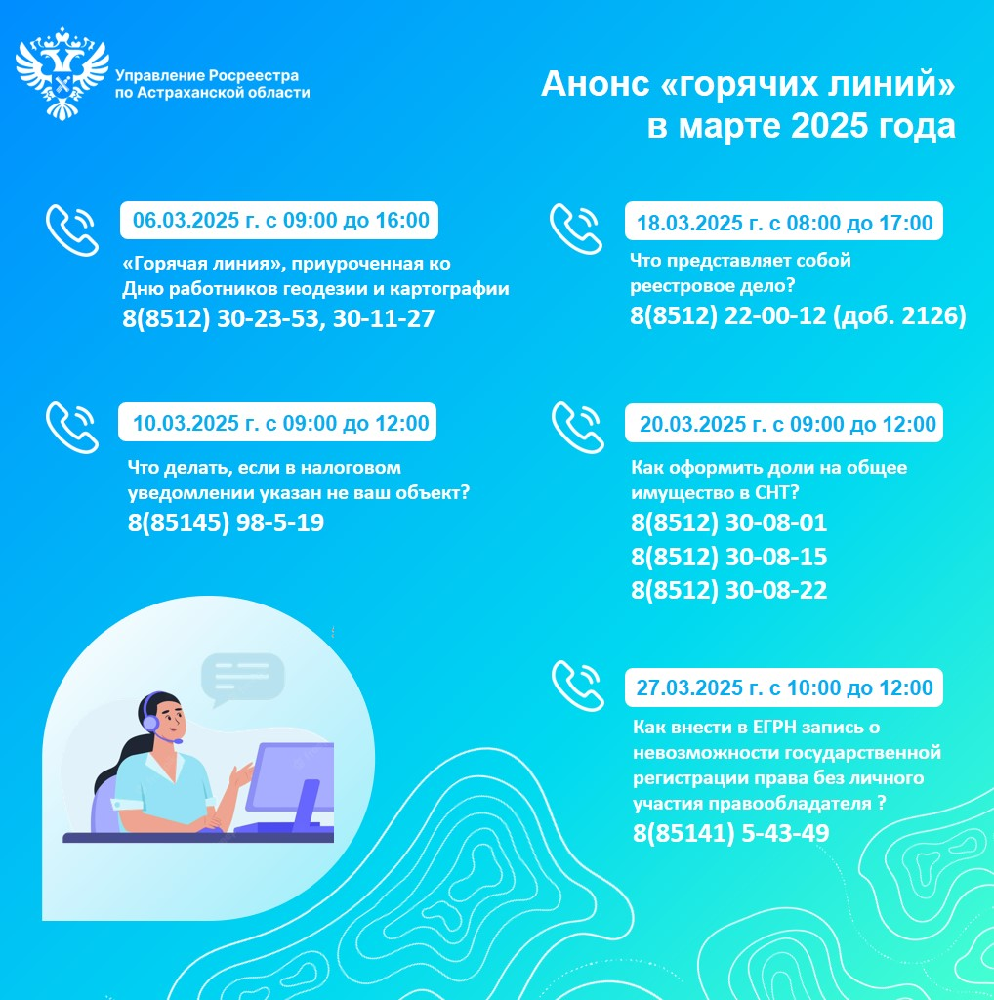 Управление Росреестра
по Астраханской области
Анонс «горячих линий»
в марте 2025 года
06.03.2025 г. с 09:00 до 16:00
«Горячая линия», приуроченная ко
Дню работников геодезии и картографии
8(8512) 30-23-53, 30-11-27
10.03.2025 г. с 09:00 до 12:00
Что делать, если в налоговом
уведомлении указан не ваш объект?
8(85145) 98-5-19
18.03.2025 г. с 08:00 до 17:00
Что представляет собой
реестровое дело?
8(8512) 22-00-12 (доб. 2126)
20.03.2025 г. с 09:00 до 12:00
Как оформить доли на общее
имущество в СНТ?
8(8512) 30-08-01
8(8512) 30-08-15
8(8512) 30-08-22
27.03.2025 г. с 10:00 до 12:00
Как внести в ЕГРН запись о
невозможности государственной
регистрации права без личного
участия правообладателя ?
8(85141) 5-43-49